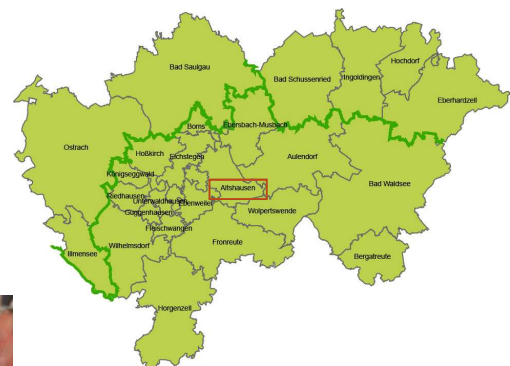 Bad Saulgau
Bad Schussenried
Ingoldingen
Hochdorf
Eberhardzell
Ostrach
Boms
Ebersbach-Musbach
Hoßkirch
Eichstegen
Aulendorf
Königseggwald
Bad Waldsee
Riedhausen
Altshausen
Unterwaldhausen
Ebenweiler
Guggenhausen
Wolpertswende
Fleischwangen
Wilhelmsdorf
Fronreute
Illmensee
Bergatreute
Horgenzell